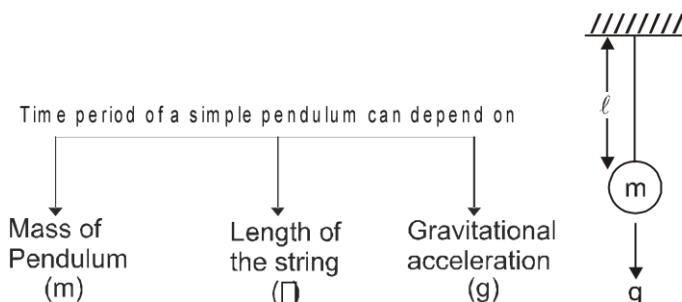 Time period of a simple pendulum can depend on
Mass of
Pendulum
(m)
Length of
the string
(▯)
Gravitational
acceleration
(g)
ℓ
m
g